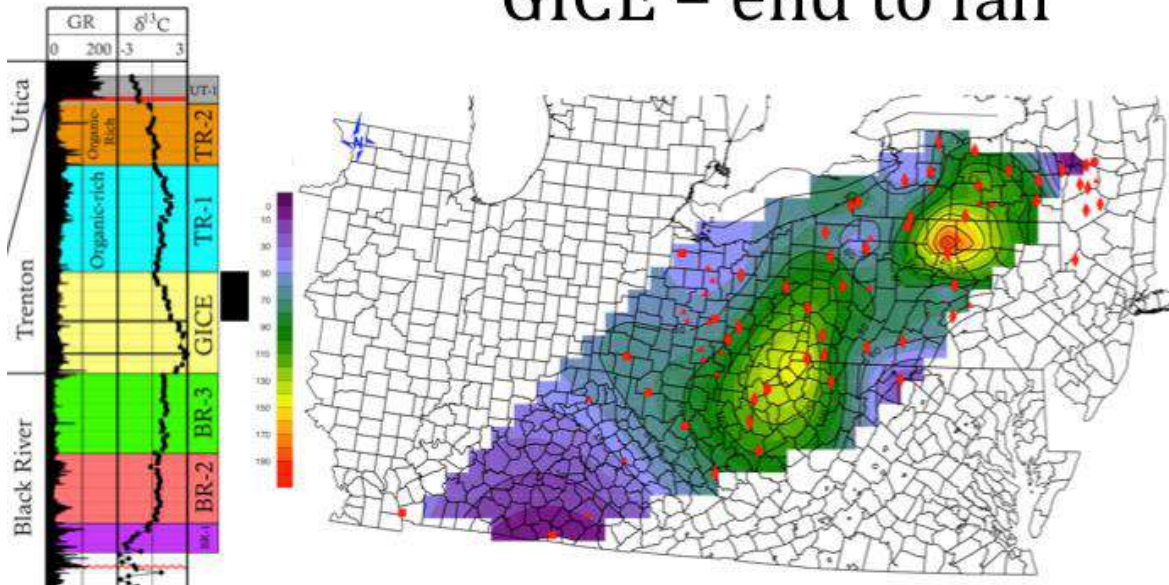 GICE – end to fall
GR
δ¹³C
0 200 -3 3
Utica
Trenton
Black River
UT-1
TR-2
Organic-
Rich
TR-1
Organic-rich
GICE
BR-3
BR-2
BR-1
0
10
30
50
70
90
110
130
150
170
190